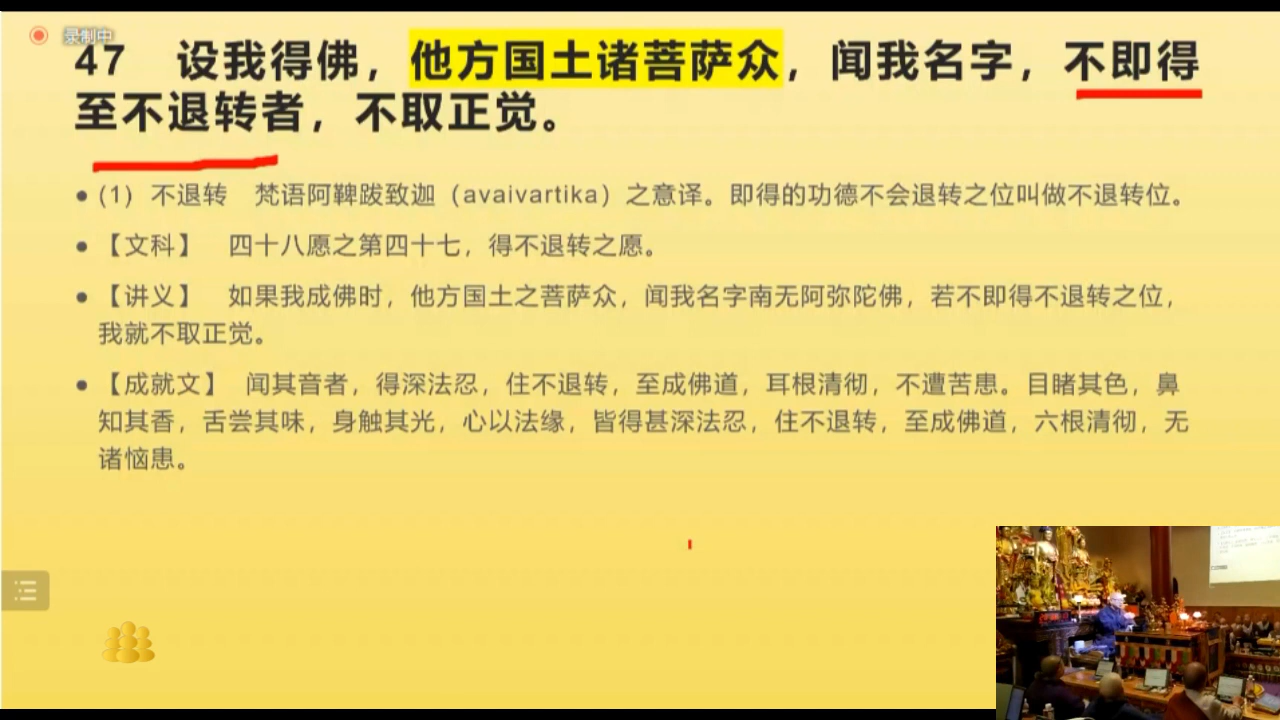 录制中
47 设我得佛，他方国土诸菩萨众，闻我名字，不即得
至不退转者，不取正觉。
(1) 不退转 梵语阿鞞跋致迦（avaivartika）之意译。即得的功德不会退转之位叫做不退转位。
【文科】 四十八愿之第四十七，得不退转之愿。
【讲义】 如果我成佛时，他方国土之菩萨众，闻我名字南无阿弥陀佛，若不即得不退转之位，
我就不取正觉。
【成就文】 闻其音者，得深法忍，住不退转，至成佛道，耳根清彻，不遭苦患。目睹其色，鼻
知其香，舌尝其味，身触其光，心以法缘，皆得甚深法忍，住不退转，至成佛道，六根清彻，无
诸恼患。